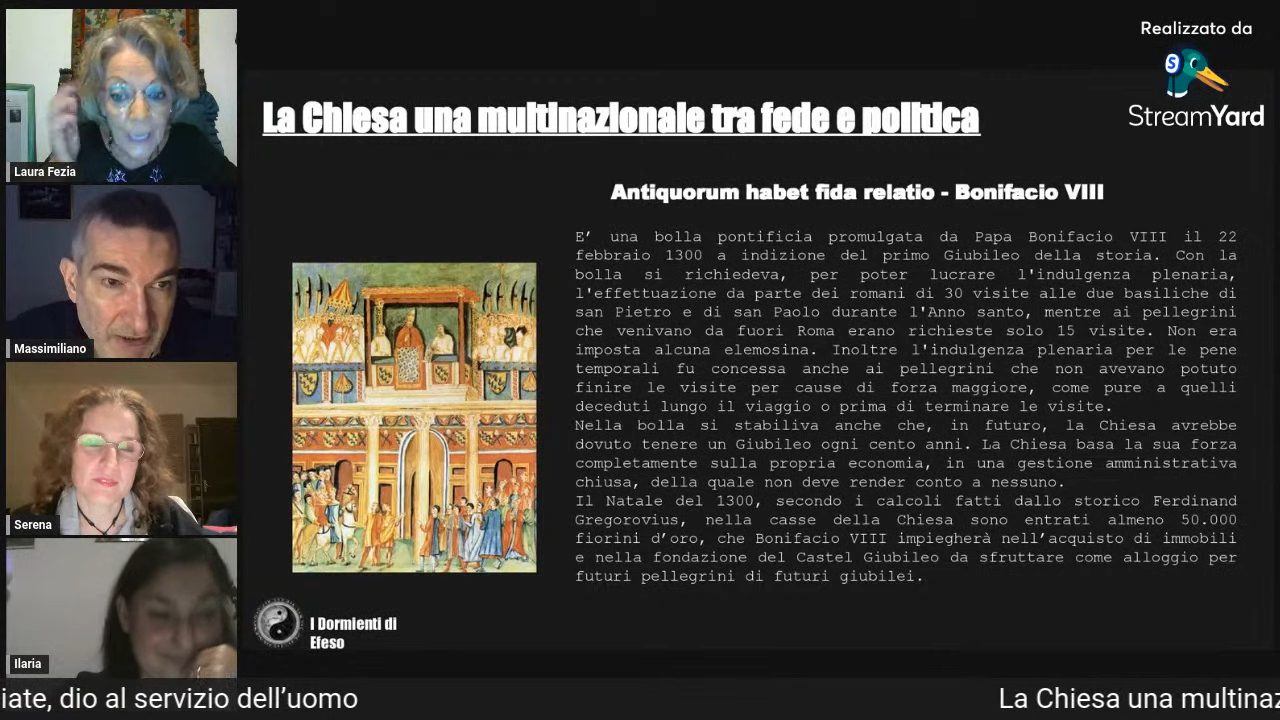 Realizzato da
StreamYard
La Chiesa una multinazionale tra fede e politica
Antiquorum habet fida relatio - Bonifacio VIII
E’ una bolla pontificia promulgata da Papa Bonifacio VIII il 22
febbraio 1300 a indizione del primo Giubileo della storia. Con la
bolla si richiedeva, per poter lucrare l'indulgenza plenaria,
l'effettuazione da parte dei romani di 30 visite alle due basiliche di
san Pietro e di san Paolo durante l'Anno santo, mentre ai pellegrini
che venivano da fuori Roma erano richieste solo 15 visite. Non era
imposta alcuna elemosina. Inoltre l'indulgenza plenaria per le pene
temporali fu concessa anche ai pellegrini che non avevano potuto
finire le visite per cause di forza maggiore, come pure a quelli
deceduti lungo il viaggio o prima di terminare le visite.
Nella bolla si stabiliva anche che, in futuro, la Chiesa avrebbe
dovuto tenere un Giubileo ogni cento anni. La Chiesa basa la sua forza
completamente sulla propria economia, in una gestione amministrativa
chiusa, della quale non deve render conto a nessuno.
Il Natale del 1300, secondo i calcoli fatti dallo storico Ferdinand
Gregorovius, nella casse della Chiesa sono entrati almeno 50.000
fiorini d’oro, che Bonifacio VIII impiegherà nell’acquisto di immobili
e nella fondazione del Castel Giubileo da sfruttare come alloggio per
futuri pellegrini di futuri giubilei.
Laura Fezia
Massimiliano
Serena
Ilaria
I Dormienti di
Efeso
iate, dio al servizio dell’uomo
La Chiesa una multinaz